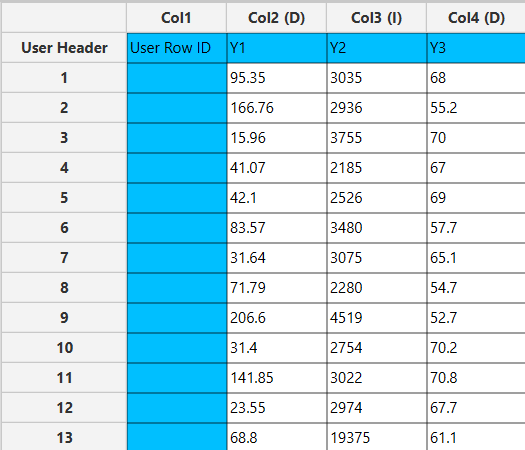 Col1 Col2 (D) Col3 (I) Col4 (D)
User Header User Row ID Y1 Y2 Y3
1 95.35 3035 68
2 166.76 2936 55.2
3 15.96 3755 70
4 41.07 2185 67
5 42.1 2526 69
6 83.57 3480 57.7
7 31.64 3075 65.1
8 71.79 2280 54.7
9 206.6 4519 52.7
10 31.4 2754 70.2
11 141.85 3022 70.8
12 23.55 2974 67.7
13 68.8 19375 61.1